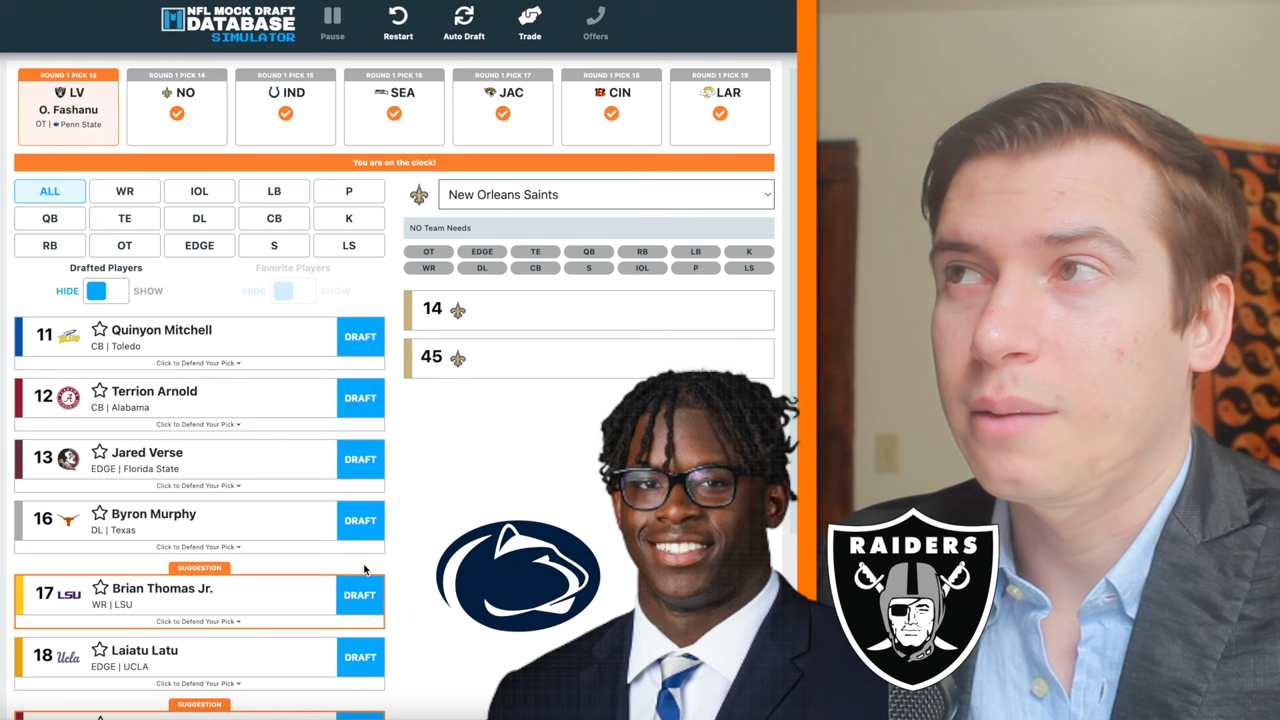 NFL MOCK DRAFT
DATABASE
SIMULATOR
Pause
Restart
Auto Draft
Trade
Offers
ROUND 1 PICK 13
LV
O. Fashanu
OT | Penn State
ROUND 1 PICK 14
NO
ROUND 1 PICK 15
IND
ROUND 1 PICK 16
SEA
ROUND 1 PICK 17
JAC
ROUND 1 PICK 18
CIN
ROUND 1 PICK 19
LAR
You are on the clock!
ALL
WR
IOL
LB
P
QB
TE
DL
CB
K
RB
OT
EDGE
S
LS
Drafted Players
HIDE
SHOW
Favorite Players
HIDE
SHOW
11 Quinyon Mitchell
CB | Toledo
DRAFT
Click to Defend Your Pick
12 Terrion Arnold
CB | Alabama
DRAFT
Click to Defend Your Pick
13 Jared Verse
EDGE | Florida State
DRAFT
Click to Defend Your Pick
16 Byron Murphy
DL | Texas
DRAFT
Click to Defend Your Pick
SUGGESTION
17 LSU Brian Thomas Jr.
WR | LSU
DRAFT
Click to Defend Your Pick
18 Ucla Laiatu Latu
EDGE | UCLA
DRAFT
Click to Defend Your Pick
SUGGESTION
New Orleans Saints
NO Team Needs
OT
EDGE
TE
QB
RB
LB
K
WR
DL
CB
S
IOL
P
LS
14
45
RAIDERS